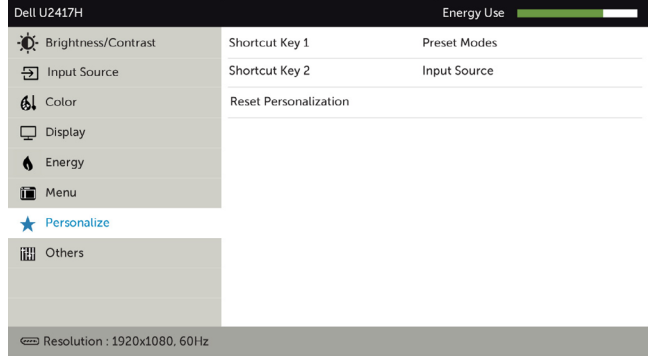 Dell U2417H Energy Use
Brightness/Contrast Shortcut Key 1 Preset Modes
Input Source Shortcut Key 2 Input Source
Color Reset Personalization
Display
Energy
Menu
Personalize
Others
Resolution : 1920x1080, 60Hz